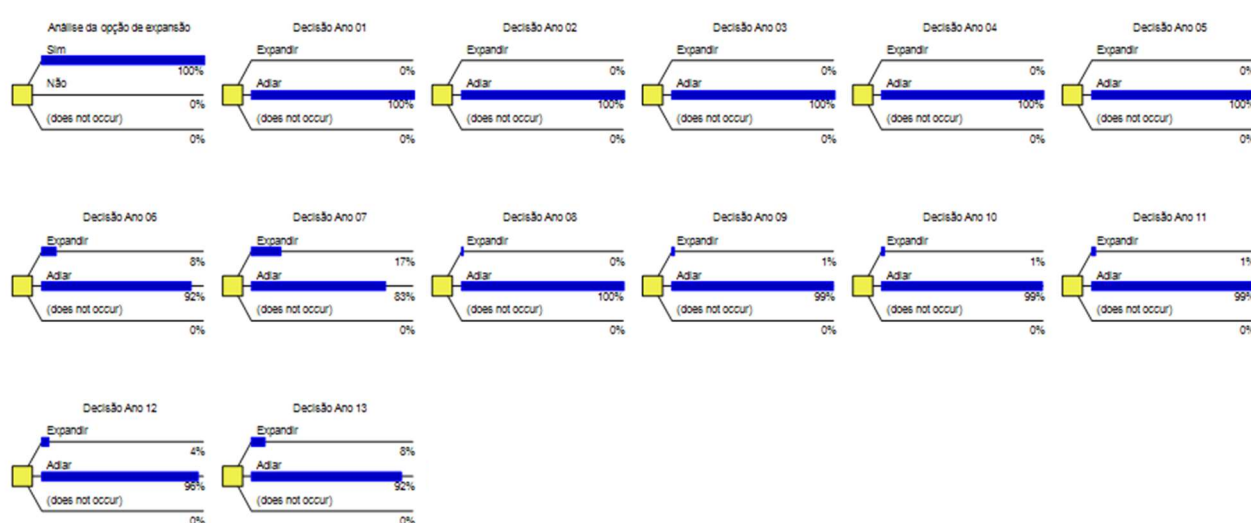 Análise da opção de expansão
Sim
100%
Não
0%
(does not occur)
0%
Decisão Ano 01
Expandir
0%
Adiar
100%
(does not occur)
0%
Decisão Ano 02
Expandir
0%
Adiar
100%
(does not occur)
0%
Decisão Ano 03
Expandir
0%
Adiar
100%
(does not occur)
0%
Decisão Ano 04
Expandir
0%
Adiar
100%
(does not occur)
0%
Decisão Ano 05
Expandir
0%
Adiar
100%
(does not occur)
0%
Decisão Ano 06
Expandir
8%
Adiar
92%
(does not occur)
0%
Decisão Ano 07
Expandir
17%
Adiar
83%
(does not occur)
0%
Decisão Ano 08
Expandir
0%
Adiar
100%
(does not occur)
0%
Decisão Ano 09
Expandir
1%
Adiar
99%
(does not occur)
0%
Decisão Ano 10
Expandir
1%
Adiar
99%
(does not occur)
0%
Decisão Ano 11
Expandir
1%
Adiar
99%
(does not occur)
0%
Decisão Ano 12
Expandir
4%
Adiar
96%
(does not occur)
0%
Decisão Ano 13
Expandir
8%
Adiar
92%
(does not occur)
0%